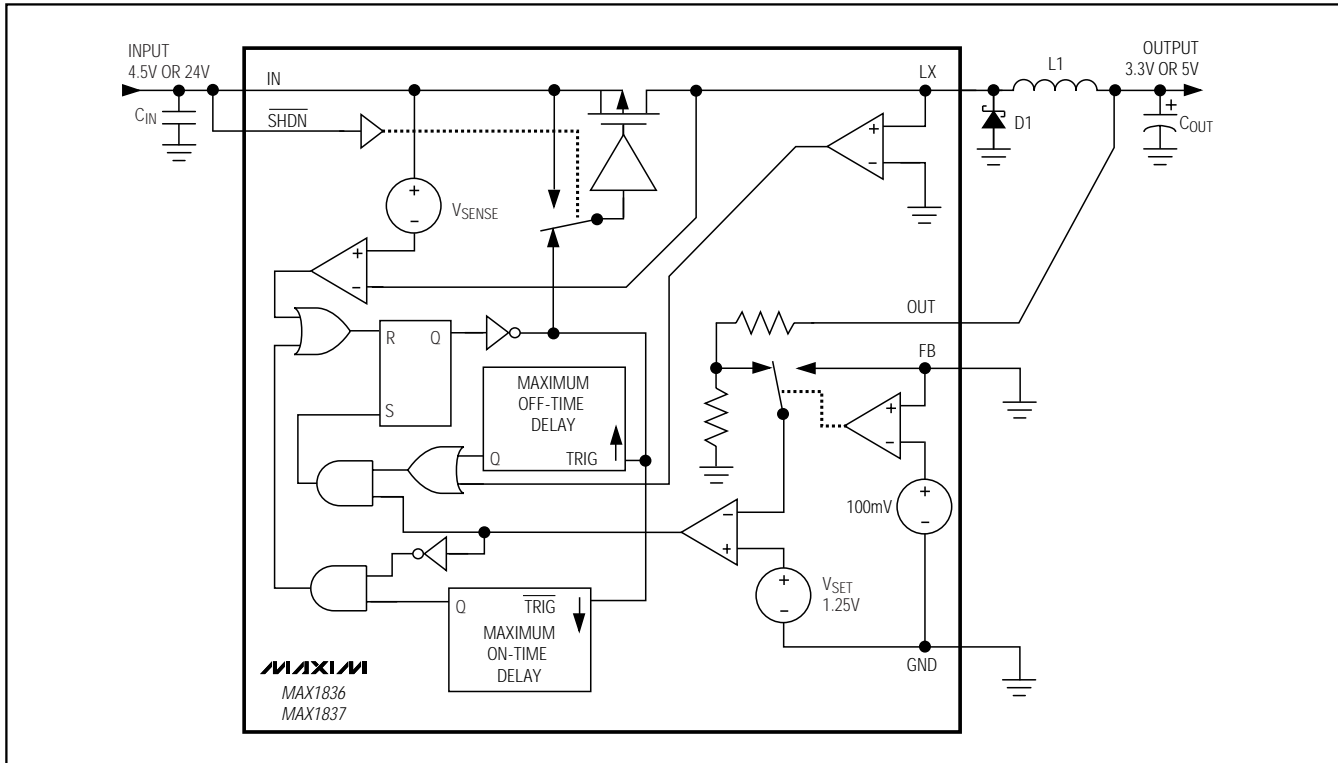 INPUT
4.5V OR 24V
CIN
IN
SHDN
LX
L1
OUTPUT
3.3V OR 5V
D1
+
COUT
+
-
VSENSE
+
-
+
-
R Q
S
MAXIMUM
OFF-TIME
DELAY
Q TRIG
OUT
FB
+
-
100mV
+
-
-
+
+
-
VSET
1.25V
Q TRIG
MAXIMUM
ON-TIME
DELAY
GND
MAXIM
MAX1836
MAX1837